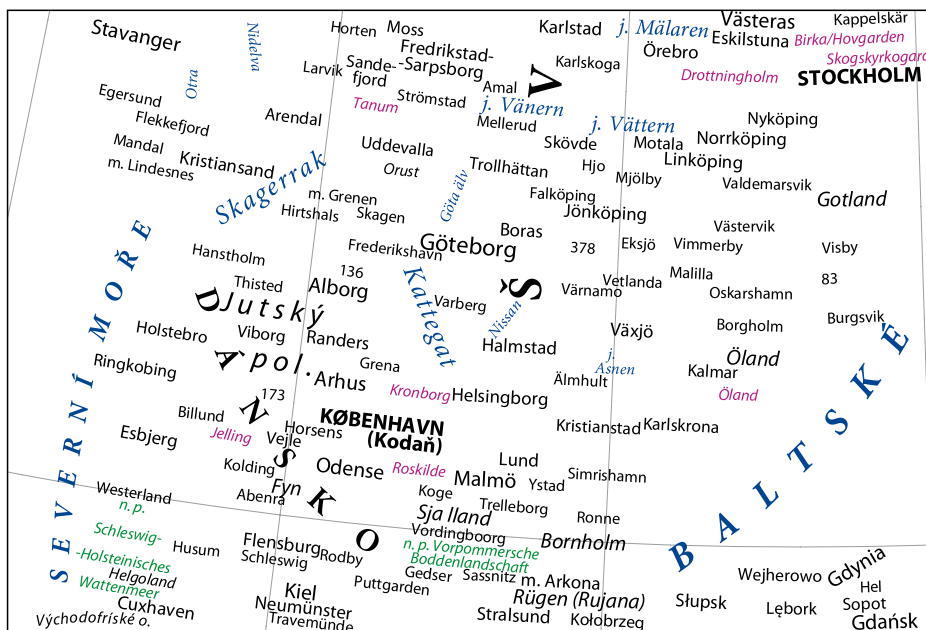 Stavanger
Nidelva
Otra
Horten
Moss
Fredrikstad-
-Sarpsborg
Larvik
Sande-
fjord
Strömstad
Tanum
Karlstad
j. Mälaren
Västeras
Kappelskär
Eskilstuna
Birka/Hovgarden
Örebro
Skogskyrkogard
Karlskoga
Drottningholm
STOCKHOLM
Amal
V
j. Vänern
Egersund
Flekkefjord
Arendal
Mellerud
j. Vättern
Nyköping
Mandal
Kristiansand
m. Lindesnes
Skagerrak
Uddevalla
Orust
Trollhättan
Skövde
Motala
Norrköping
Hjo
Linköping
Mjölby
Valdemarsvik
Gotland
m. Grenen
Hirtshals
Skagen
Göta älv
Falköping
Jönköping
Västervik
Boras
Göteborg
378
Eksjö
Vimmerby
Visby
Hanstholm
Frederikshavn
136
Thisted
Alborg
Kattegat
Š
Värnamo
Vetlanda
Malilla
83
Oskarshamn
Varberg
Nissan
Jutský
pol.
Holstebro
Viborg
Randers
Halmstad
Växjö
Borgholm
Burgsvik
Ringkobing
Grena
Arhus
j.
Asnen
Öland
Kalmar
Älmhult
Öland
173
Kronborg
Helsingborg
Billund
KØBENHAVN
(Kodaň)
Kristianstad
Karlskrona
Esbjerg
Jelling
Vejle
Horsens
DÁNSKO
Kolding
Odense
Roskilde
Lund
Malmö
Simrishamn
Ystad
Westerland
Abenra
Fyn
Koge
Trelleborg
Ronne
Sja lland
Vordingboorg
Bornholm
SEVERNÍ MOŘE
BALTSKÉ
n. p.
Schleswig-
-Holsteinisches
Wattenmeer
Husum
Flensburg
Schleswig
Rodby
n. p. Vorpommersche
Boddenlandschaft
Helgoland
Puttgarden
Gedser
Sassnitz
m. Arkona
Wejherowo
Gdynia
Cuxhaven
Kiel
Rügen (Rujana)
Słupsk
Hel
Východofríské o.
Neumünster
Travemünde
Stralsund
Kołobrzeg
Lębork
Sopot
Gdańsk